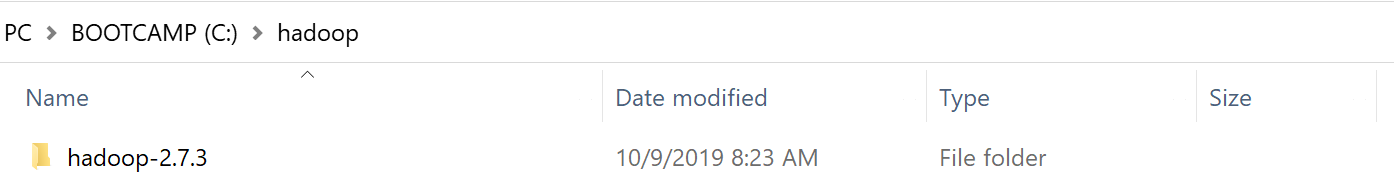 PC BOOTCAMP (C:) hadoop
Name Date modified Type Size
hadoop-2.7.3 10/9/2019 8:23 AM File folder